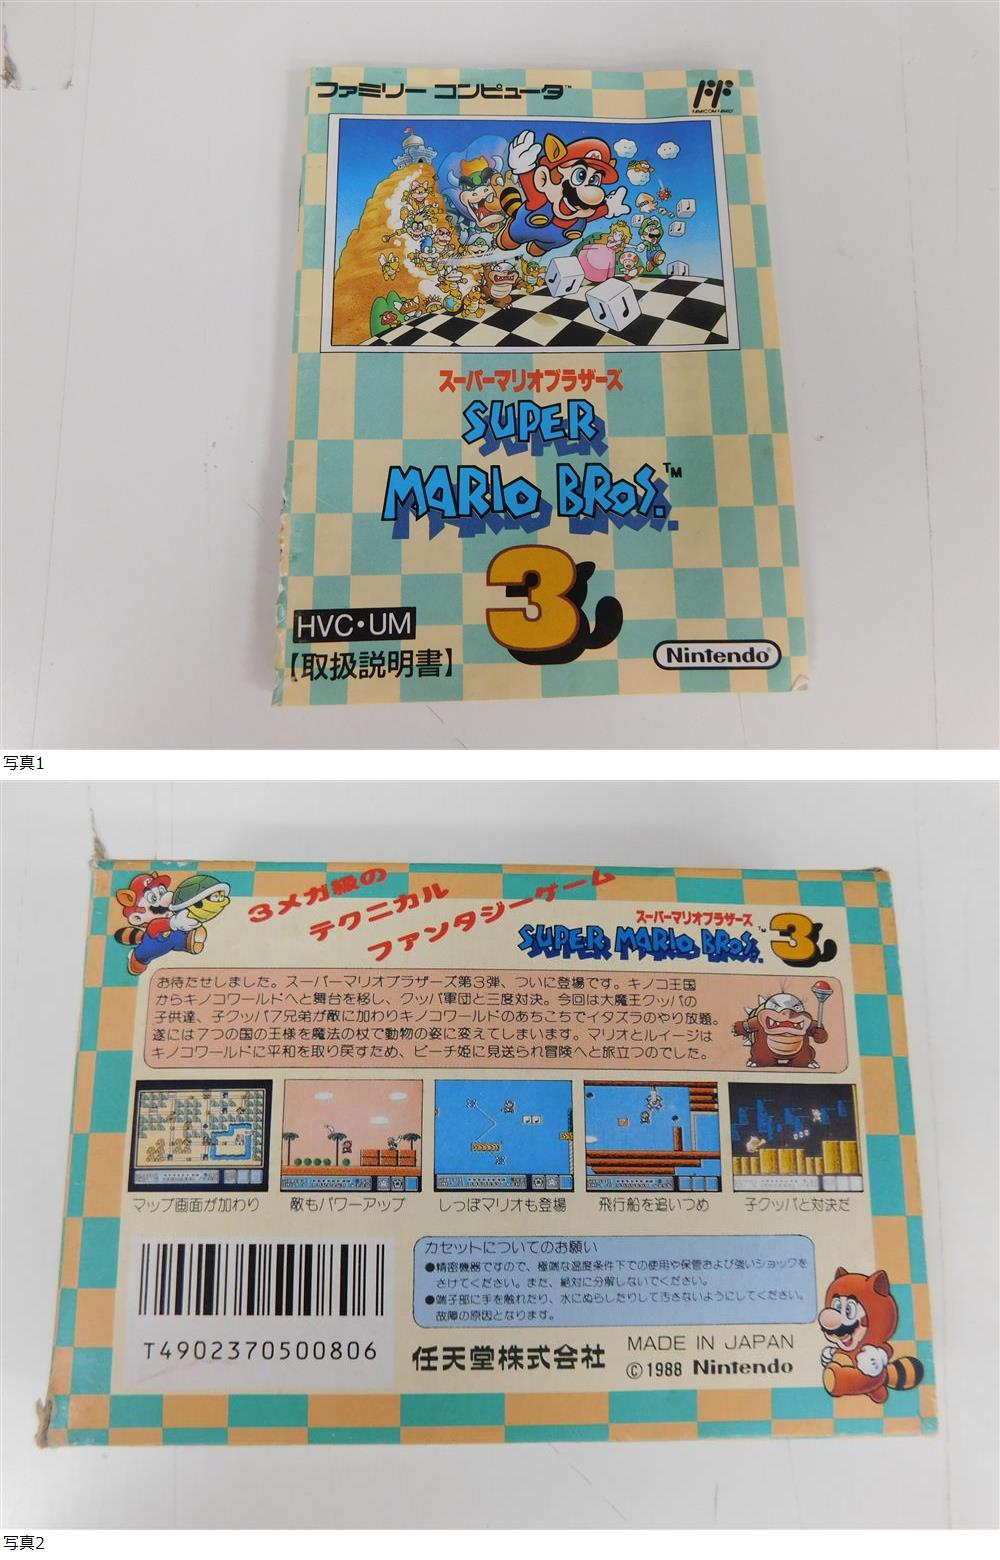 ファミリー コンピュータ™
FAMICOM FAMILY
スーパーマリオブラザーズ
SUPER
MARIO BROS.™
3
HVC・UM
【取扱説明書】
Nintendo®
写真1
3メガ級の
テクニカル
ファンタジーゲーム
スーパーマリオブラザーズ
SUPER MARIO BROS.™ 3
お待たせしました。スーパーマリオブラザーズ第3弾、ついに登場です。キノコ王国
からキノコワールドへと舞台を移し、クッパ軍団と三度対決。今回は大魔王クッパの
子供達、子クッパ7兄弟が敵に加わりキノコワールドのあちこちでイタズラのやり放題。
遂には7つの国の王様を魔法の杖で動物の姿に変えてしまいます。マリオとルイージは
キノコワールドに平和を取り戻すため、ピーチ姫に見送られ冒険へと旅立つのでした。
マップ画面が加わり
敵もパワーアップ
しっぽマリオも登場
飛行船を追いつめ
子クッパと対決だ
カセットについてのお願い
●精密機器ですので、極端な温度条件下での使用や保管および強いショックを
さけてください。また、絶対に分解しないでください。
●端子部に手を触れたり、水にぬらしたりして汚さないようにしてください。
故障の原因となります。
T4902370500806
任天堂株式会社
MADE IN JAPAN
©1988 Nintendo
写真2